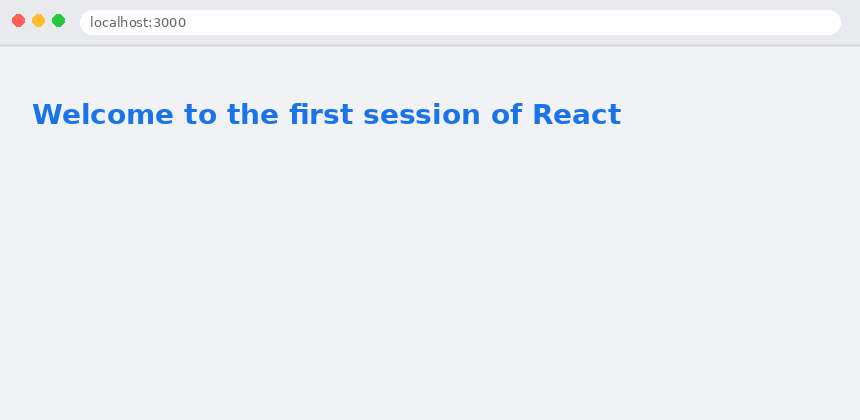 localhost:3000
Welcome to the first session of React